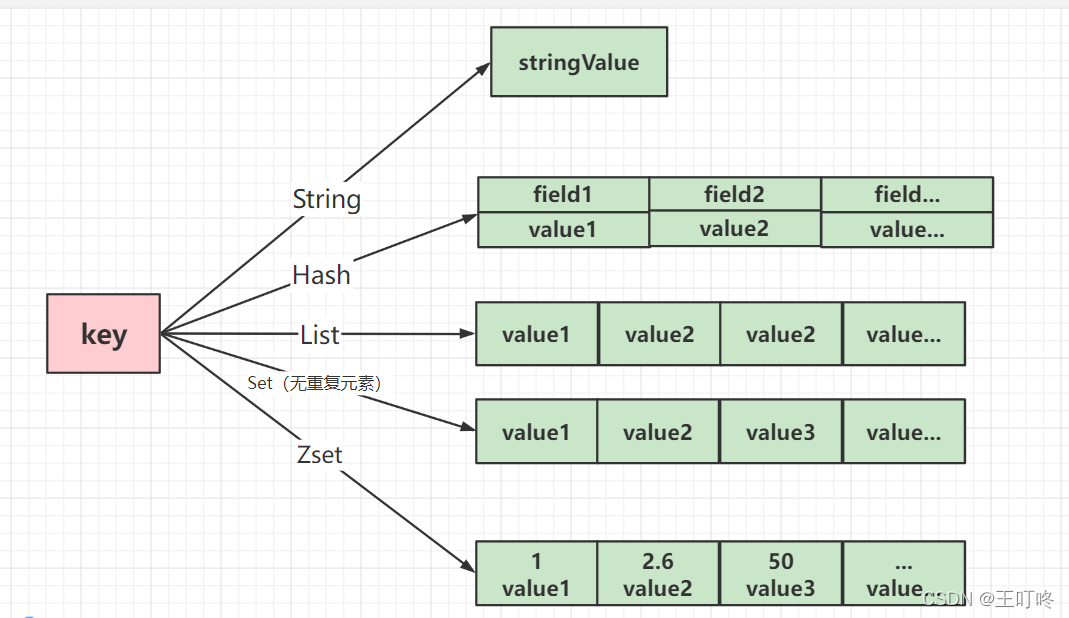 stringValue
String
field1 field2 field...
value1 value2 value...
Hash
key
List
value1 value2 value2 value...
Set（无重复元素）
value1 value2 value3 value...
Zset
1 2.6 50 ...
value1 value2 value3 value...
CSDN @王叮咚